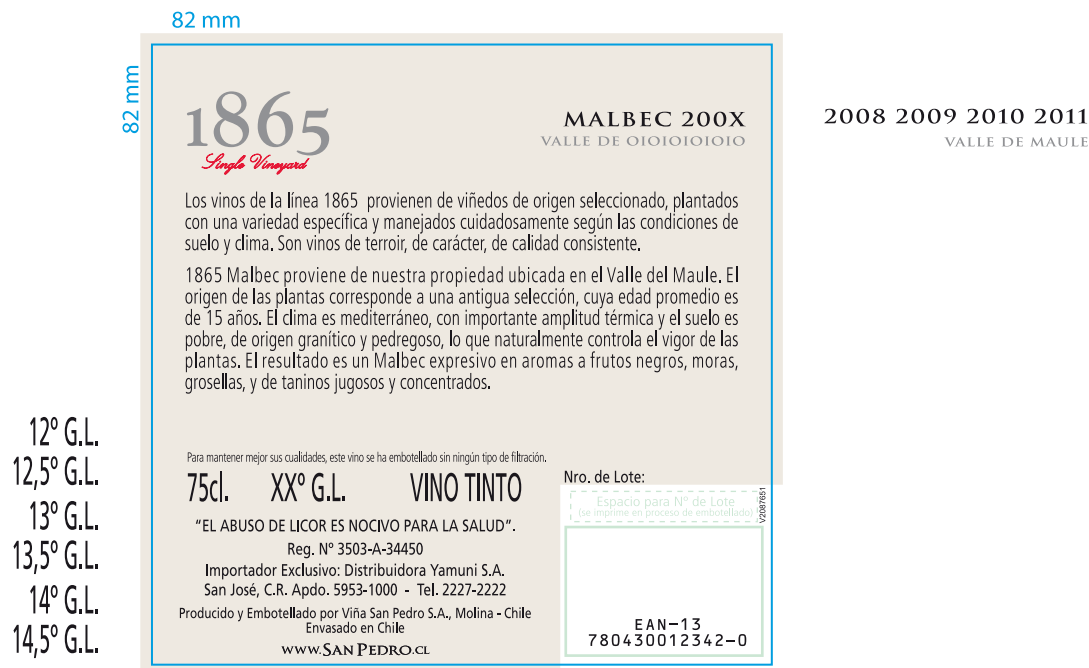 82 mm
82 mm
1865
Single Vineyard
MALBEC 200X
VALLE DE OIOIOIOIOIO
2008 2009 2010 2011
VALLE DE MAULE
Los vinos de la línea 1865 provienen de viñedos de origen seleccionado, plantados
con una variedad específica y manejados cuidadosamente según las condiciones de
suelo y clima. Son vinos de terroir, de carácter, de calidad consistente.
1865 Malbec proviene de nuestra propiedad ubicada en el Valle del Maule. El
origen de las plantas corresponde a una antigua selección, cuya edad promedio es
de 15 años. El clima es mediterráneo, con importante amplitud térmica y el suelo es
pobre, de origen granítico y pedregoso, lo que naturalmente controla el vigor de las
plantas. El resultado es un Malbec expresivo en aromas a frutos negros, moras,
grosellas, y de taninos jugosos y concentrados.
12° G.L.
12,5° G.L.
13° G.L.
13,5° G.L.
14° G.L.
14,5° G.L.
Para mantener mejor sus cualidades, este vino se ha embotellado sin ningún tipo de filtración.
75cl. XX° G.L. VINO TINTO
"EL ABUSO DE LICOR ES NOCIVO PARA LA SALUD".
Reg. N° 3503-A-34450
Importador Exclusivo: Distribuidora Yamuni S.A.
San José, C.R. Apdo. 5953-1000 - Tel. 2227-2222
Producido y Embotellado por Viña San Pedro S.A., Molina - Chile
Envasado en Chile
WWW.SAN PEDRO.CL
Nro. de Lote:
Espacio para N° de Lote
(se imprime en proceso de embotellado)
V2087651
EAN-13
780430012342-0